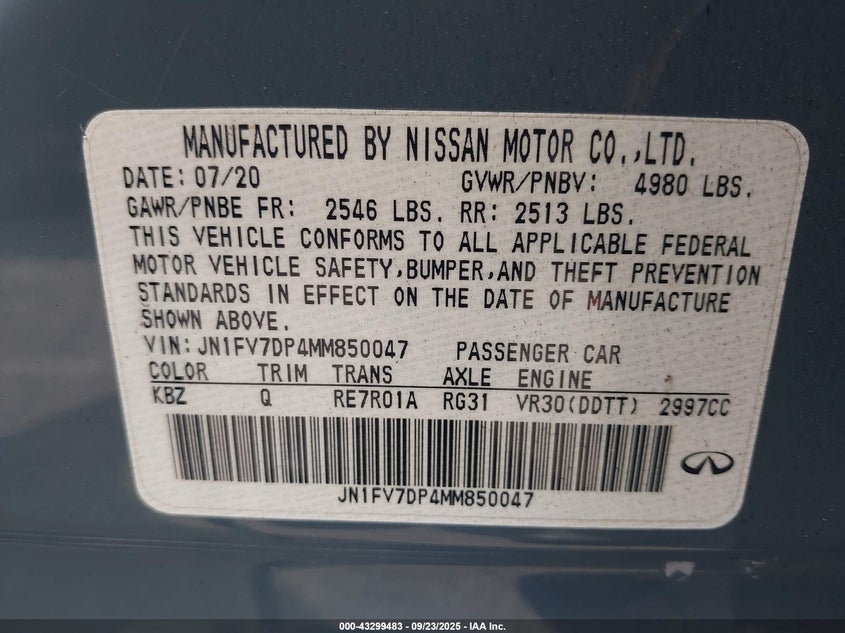 MANUFACTURED BY NISSAN MOTOR CO.,LTD.
DATE: 07/20 GVWR/PNBV: 4980 LBS.
GAWR/PNBE FR: 2546 LBS. RR: 2513 LBS.
THIS VEHICLE CONFORMS TO ALL APPLICABLE FEDERAL
MOTOR VEHICLE SAFETY,BUMPER,AND THEFT PREVENTION
STANDARDS IN EFFECT ON THE DATE OF MANUFACTURE
SHOWN ABOVE.
VIN: JN1FV7DP4MM850047 PASSENGER CAR
COLOR TRIM TRANS AXLE ENGINE
KBZ Q RE7R01A RG31 VR30(DDTT) 2997CC
JN1FV7DP4MM850047
000-43299483 - 09/23/2025 - IAA Inc.